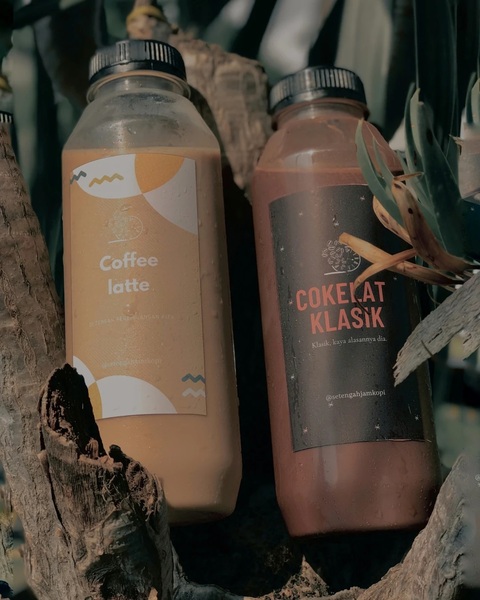 Coffee
latte
COKELAT
KLASiK
Klasik, kaya alasannya dia.
@setengahjamkopi